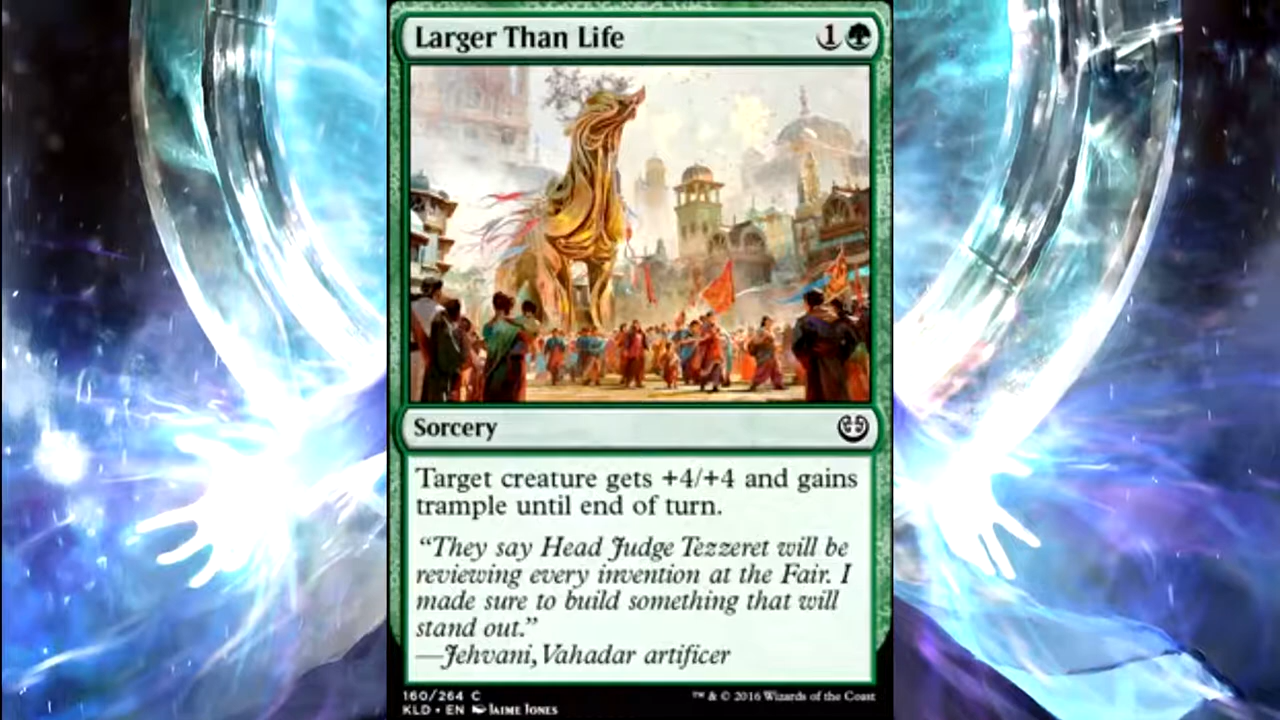 Larger Than Life 1
Sorcery
Target creature gets +4/+4 and gains
trample until end of turn.
“They say Head Judge Tezzeret will be
reviewing every invention at the Fair. I
made sure to build something that will
stand out.”
—Jehvani, Vahadar artificer
160/264 C
™ & © 2016 Wizards of the Coast
KLD • EN JAIME JONES